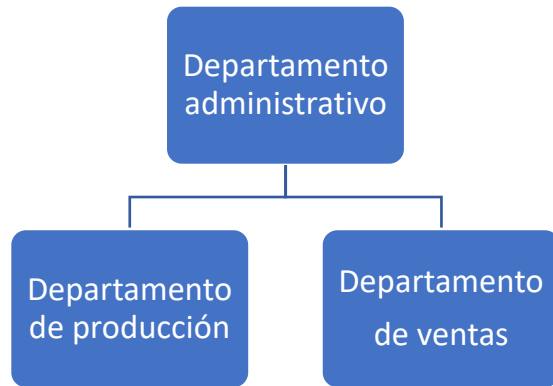 Departamento
administrativo
Departamento
de producción
Departamento
de ventas